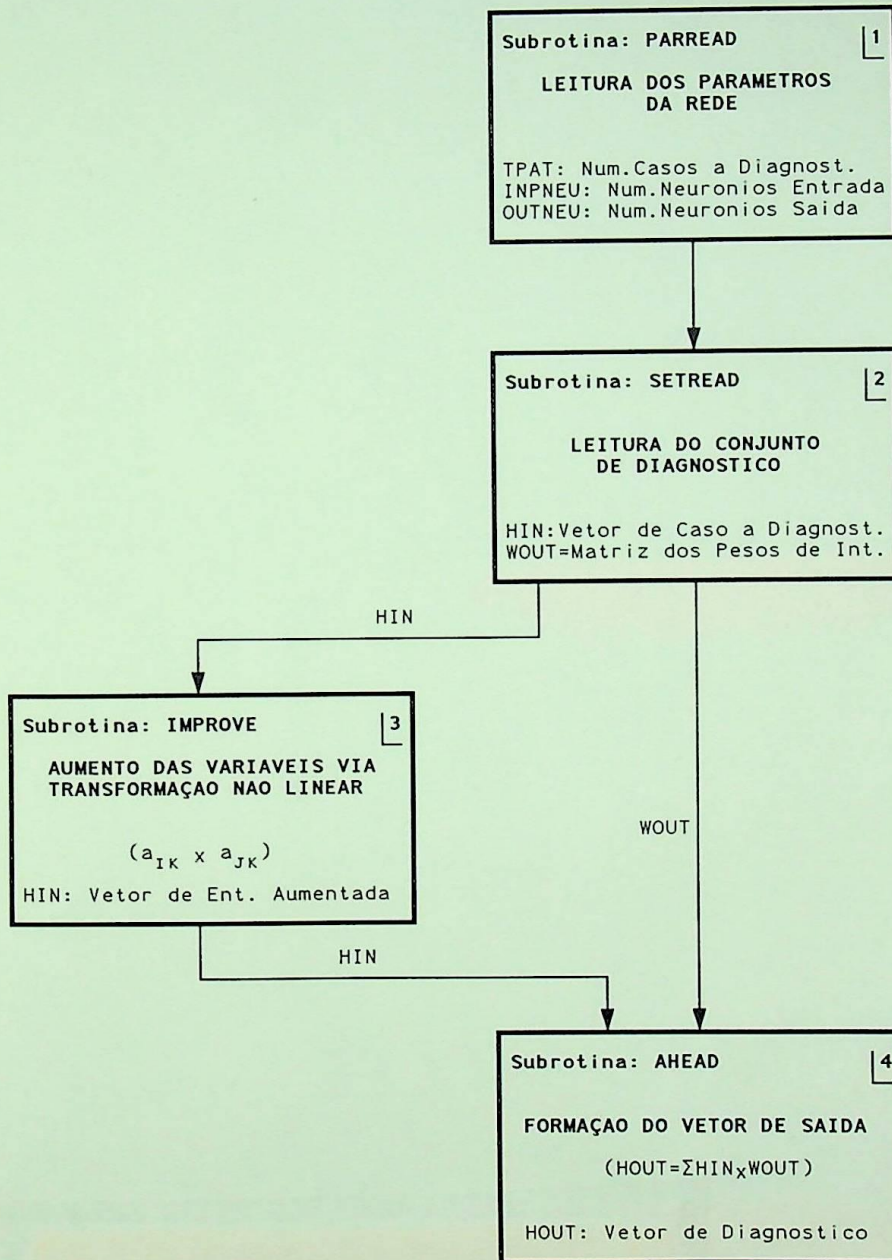 Subrotina: PARREAD 1
LEITURA DOS PARAMETROS
DA REDE
TPAT: Num.Casos a Diagnost.
INPNEU: Num.Neuronios Entrada
OUTNEU: Num.Neuronios Saida
Subrotina: SETREAD 2
LEITURA DO CONJUNTO
DE DIAGNOSTICO
HIN:Vetor de Caso a Diagnost.
WOUT=Matriz dos Pesos de Int.
HIN
Subrotina: IMPROVE 3
AUMENTO DAS VARIAVEIS VIA
TRANSFORMAÇAO NAO LINEAR
(a_IK x a_JK)
HIN: Vetor de Ent. Aumentada
WOUT
HIN
Subrotina: AHEAD 4
FORMAÇAO DO VETOR DE SAIDA
(HOUT=ΣHINxWOUT)
HOUT: Vetor de Diagnostico